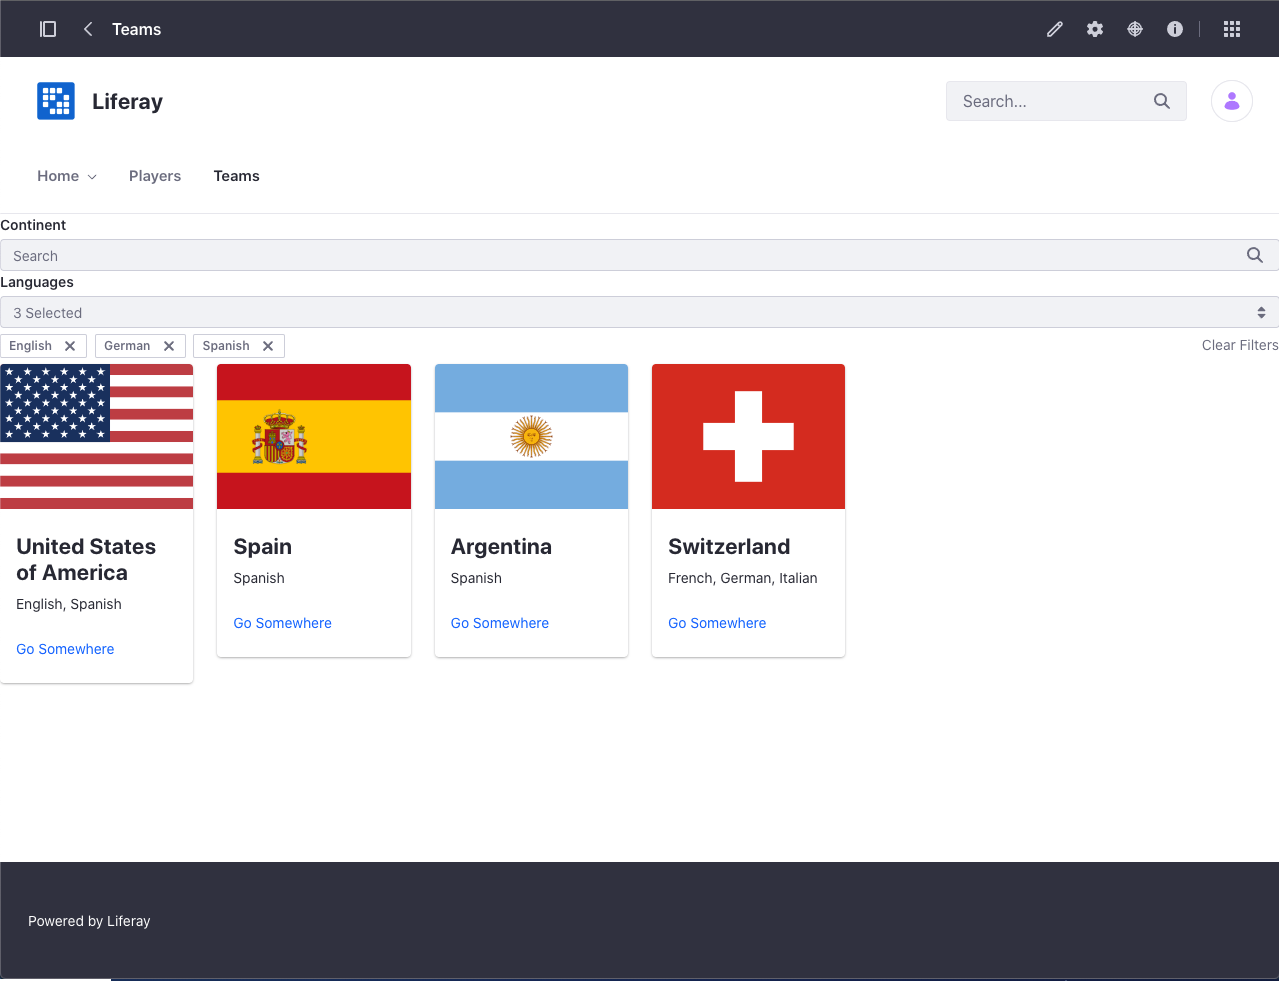 Teams
Liferay
Search...
Home Players Teams
Continent
Search
Languages
3 Selected
English German Spanish Clear Filters
United States
of America
English, Spanish
Go Somewhere
Spain
Spanish
Go Somewhere
Argentina
Spanish
Go Somewhere
Switzerland
French, German, Italian
Go Somewhere
Powered by Liferay